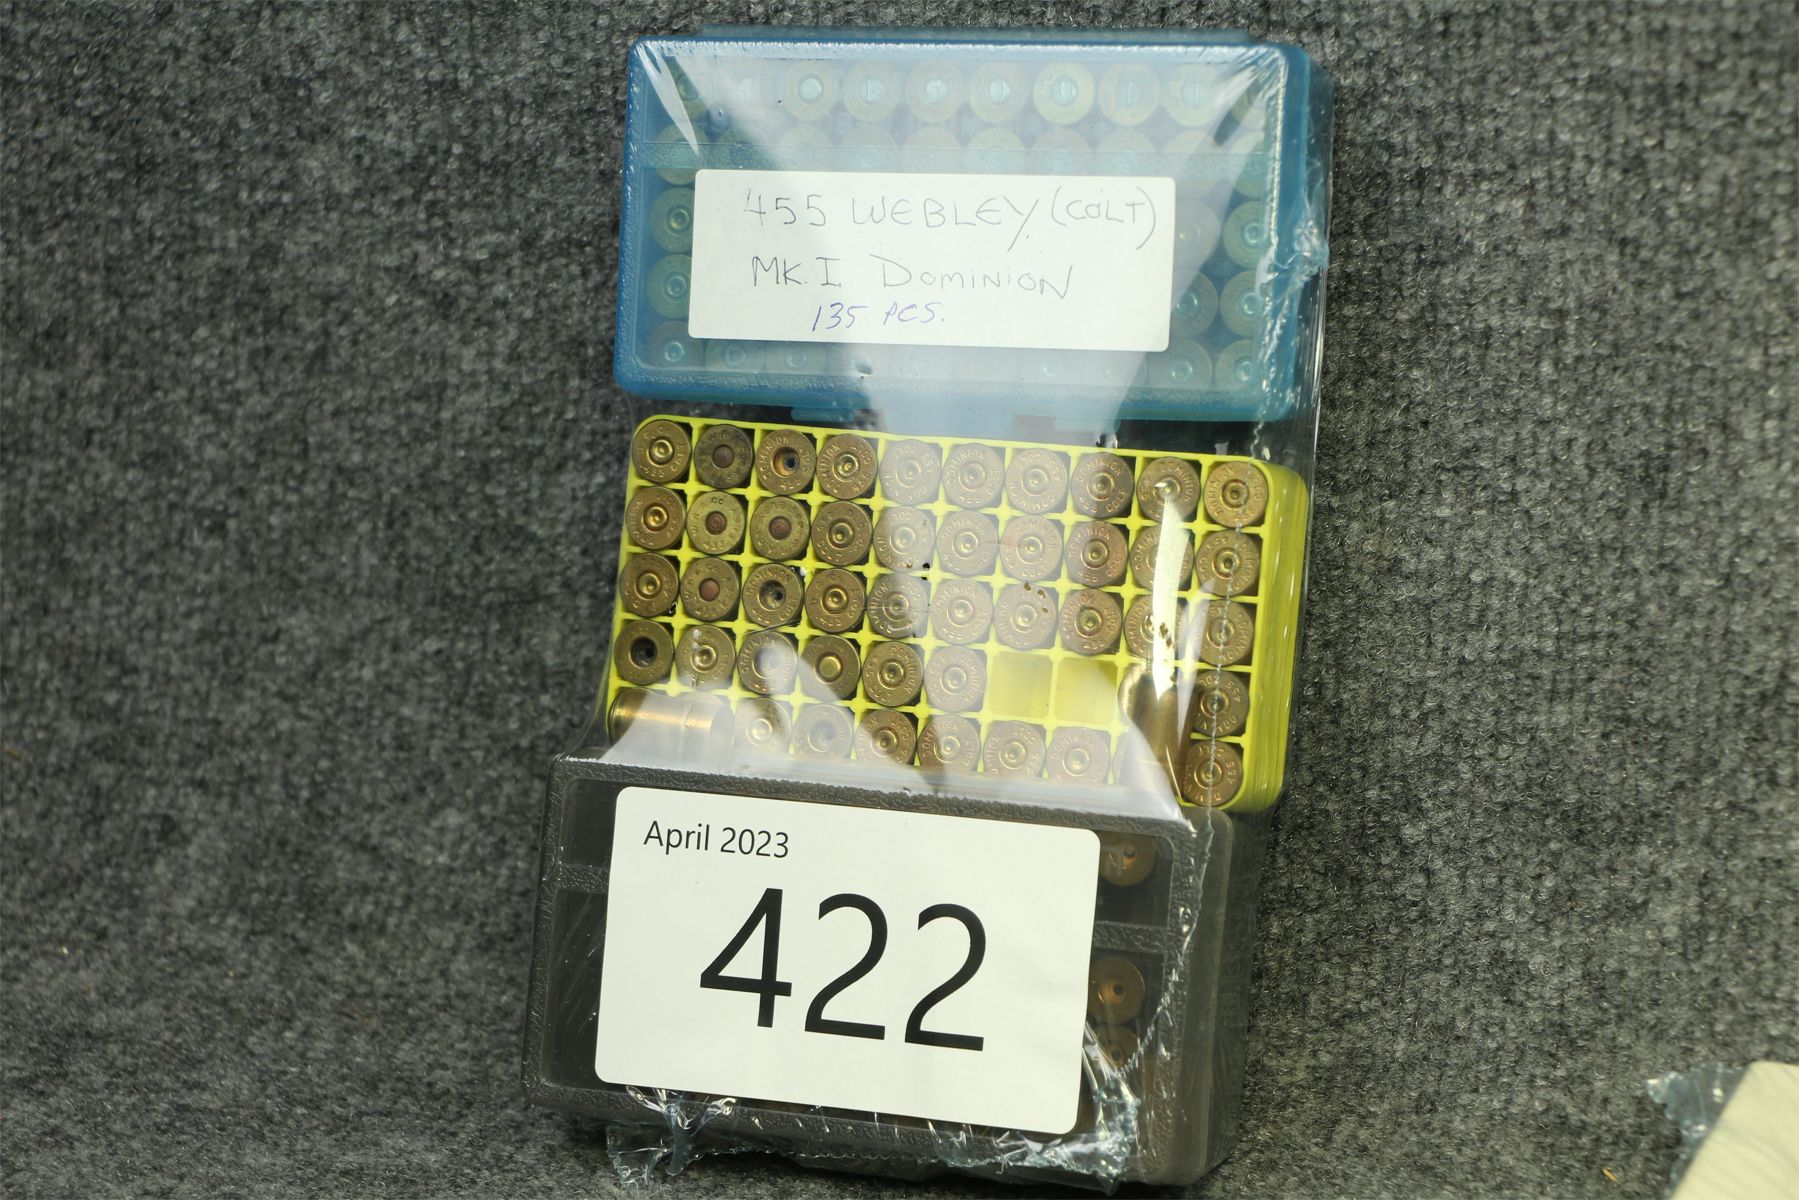 455 WEBLEY (COLT)
MK. I DOMINION
135 PCS.
April 2023
422